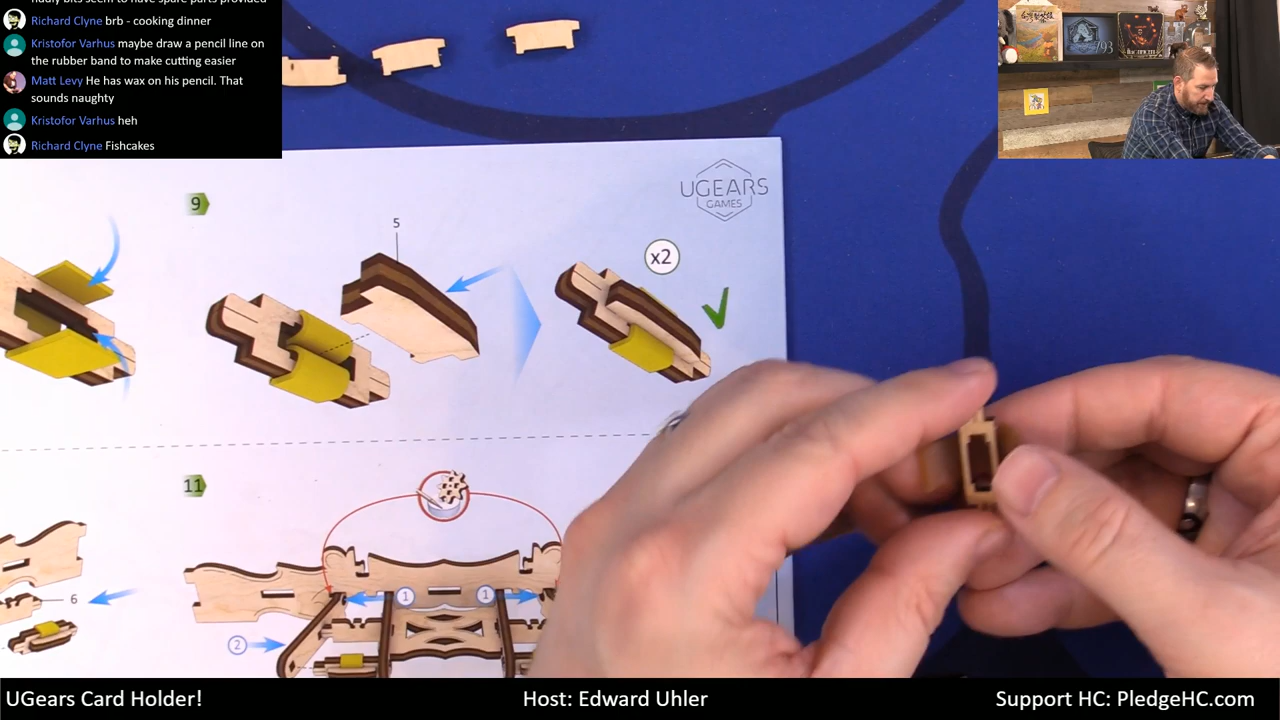 Richard Clyne brb - cooking dinner
Kristofor Varhus maybe draw a pencil line on
the rubber band to make cutting easier
Matt Levy He has wax on his pencil. That
sounds naughty
Kristofor Varhus heh
Richard Clyne Fishcakes
793
9
5
x2
UGEARS
GAMES
11
6
1
1
2
UGears Card Holder!
Host: Edward Uhler
Support HC: PledgeHC.com